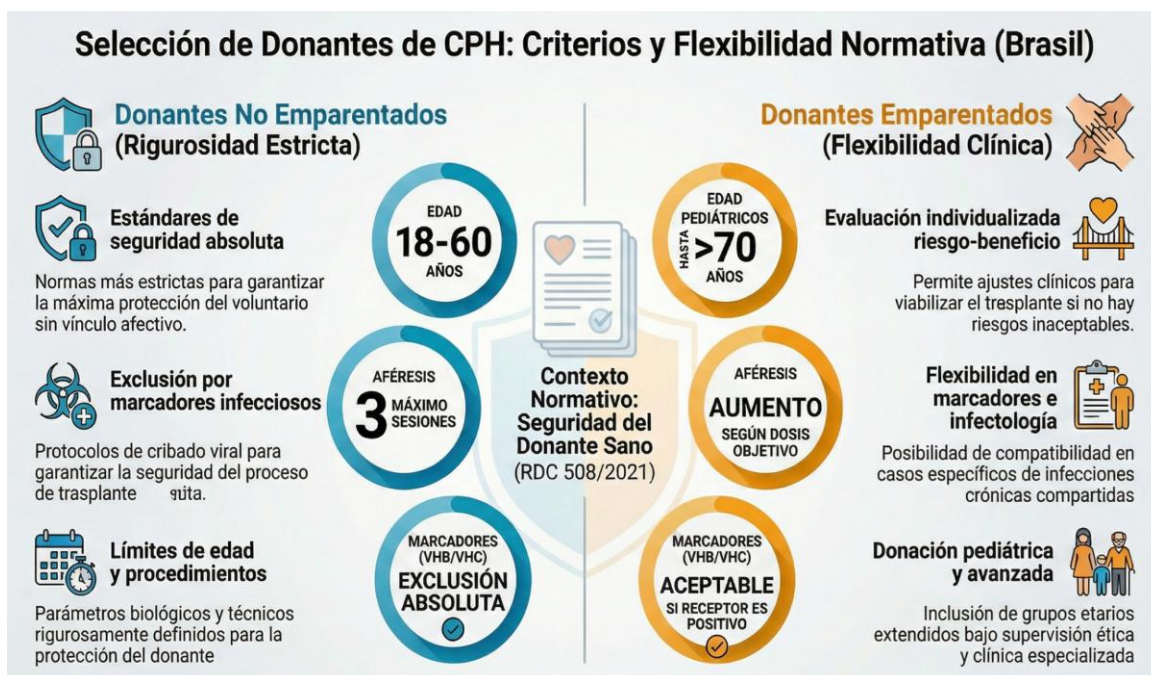 Selección de Donantes de CPH: Criterios y Flexibilidad Normativa (Brasil)
Donantes No Emparentados
(Rigurosidad Estricta)
Estándares de
seguridad absoluta
Normas más estrictas para garantizar
la máxima protección del voluntario
sin vínculo afectivo.
Exclusión por
marcadores infecciosos
Protocolos de cribado viral para
garantizar la seguridad del proceso
de trasplante
Límites de edad
y procedimientos
Parámetros biológicos y técnicos
rigurosamente definidos para la
protección del donante
EDAD
18-60
AÑOS
AFÉRESIS
3 MÁXIMO
SESIONES
MARCADORES
(VHB/VHC)
EXCLUSIÓN
ABSOLUTA
Contexto
Normativo:
Seguridad del
Donante Sano
(RDC 508/2021)
Donantes Emparentados
(Flexibilidad Clínica)
EDAD
PEDIÁTRICOS
HASTA
>70
AÑOS
AFÉRESIS
AUMENTO
SEGÚN DOSIS
OBJETIVO
MARCADORES
(VHB/VHC)
ACEPTABLE
SI RECEPTOR ES
POSITIVO
Evaluación individualizada
riesgo-beneficio
Permite ajustes clínicos para
viabilizar el tresplante si no hay
riesgos inaceptables.
Flexibilidad en
marcadores e
infectología
Posibilidad de compatibilidad en
casos específicos de infecciones
crónicas compartidas
Donación pediátrica
y avanzada
Inclusión de grupos etarios
extendidos bajo supervisión ética
y clínica especializada